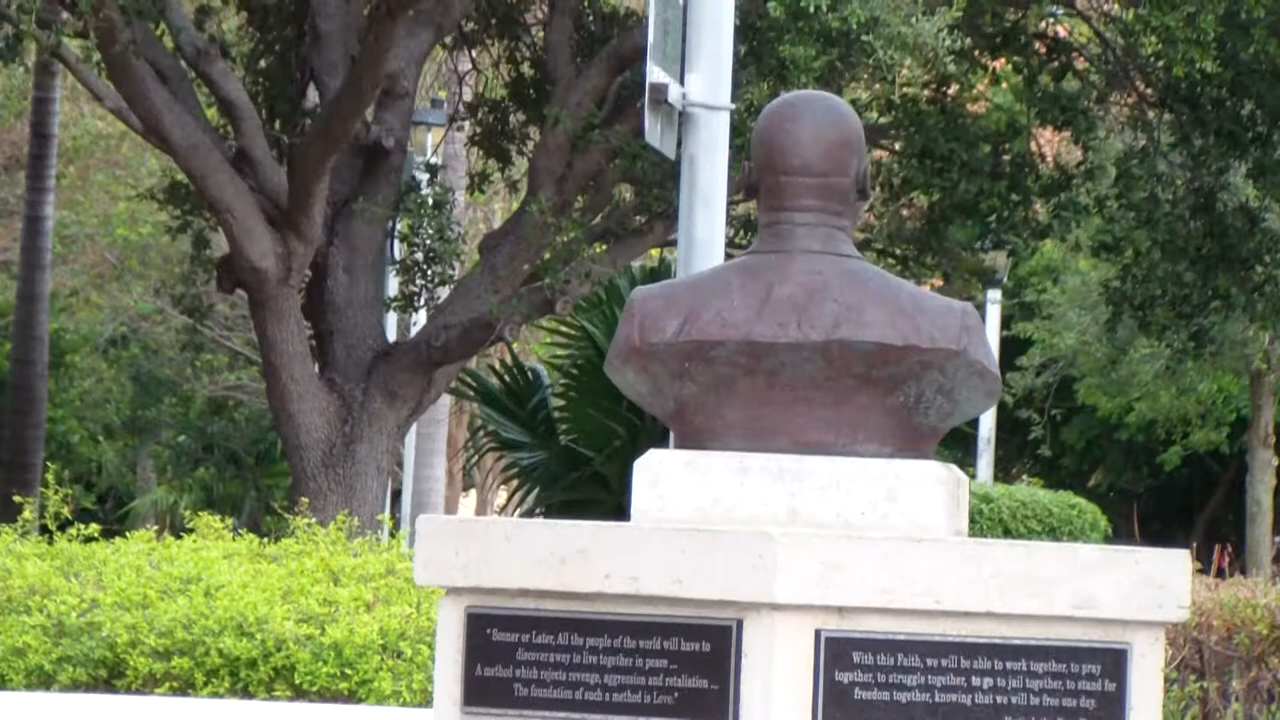 "Sooner or Later, All the people of the world will have to
discover a way to live together in peace ...
A method which rejects revenge, aggression and retaliation ...
The foundation of such a method is Love."
With this Faith, we will be able to work together, to pray
together, to struggle together, to go to jail together, to stand for
freedom together, knowing that we will be free one day.